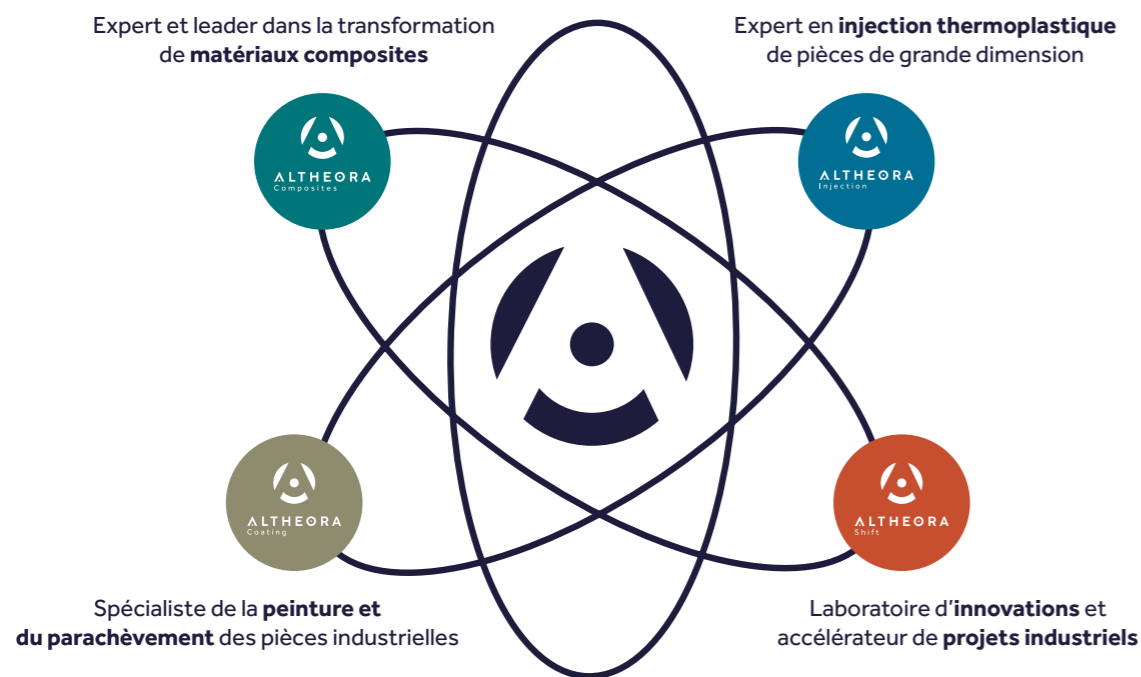 Expert et leader dans la transformation
de matériaux composites
Expert en injection thermoplastique
de pièces de grande dimension
ALTHEORA
Composites
ALTHEORA
Injection
ALTHEORA
Coating
ALTHEORA
Shift
Spécialiste de la peinture et
du parachèvement des pièces industrielles
Laboratoire d'innovations et
accélérateur de projets industriels